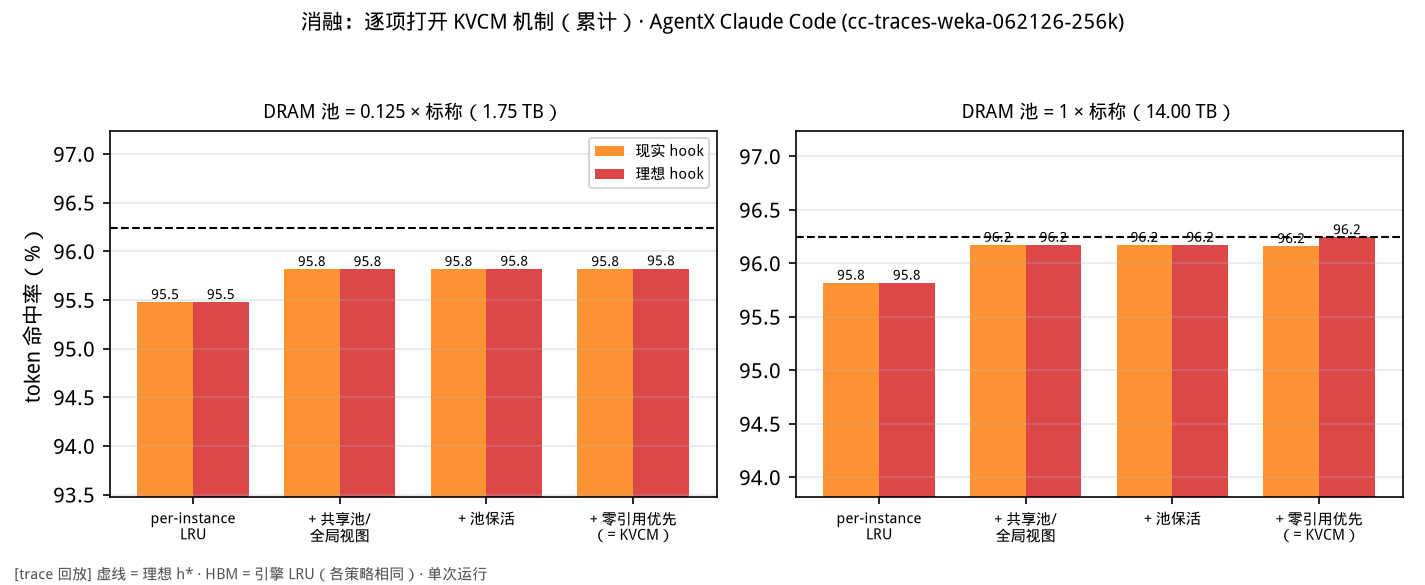 消融：逐项打开 KVCM 机制（累计）· AgentX Claude Code (cc-traces-weka-062126-256k)
DRAM 池 = 0.125 × 标称（1.75 TB）
token 命中率（%）
97.0
96.5
96.0
95.5
95.0
94.5
94.0
93.5
现实 hook
理想 hook
95.5
95.5
95.8
95.8
95.8
95.8
95.8
95.8
per-instance
LRU
+ 共享池/
全局视图
+ 池保活
+ 零引用优先
（= KVCM）
DRAM 池 = 1 × 标称（14.00 TB）
97.0
96.5
96.0
95.5
95.0
94.5
94.0
95.8
95.8
96.2
96.2
96.2
96.2
96.2
96.2
per-instance
LRU
+ 共享池/
全局视图
+ 池保活
+ 零引用优先
（= KVCM）
[trace 回放] 虚线 = 理想 h* · HBM = 引擎 LRU（各策略相同）· 单次运行